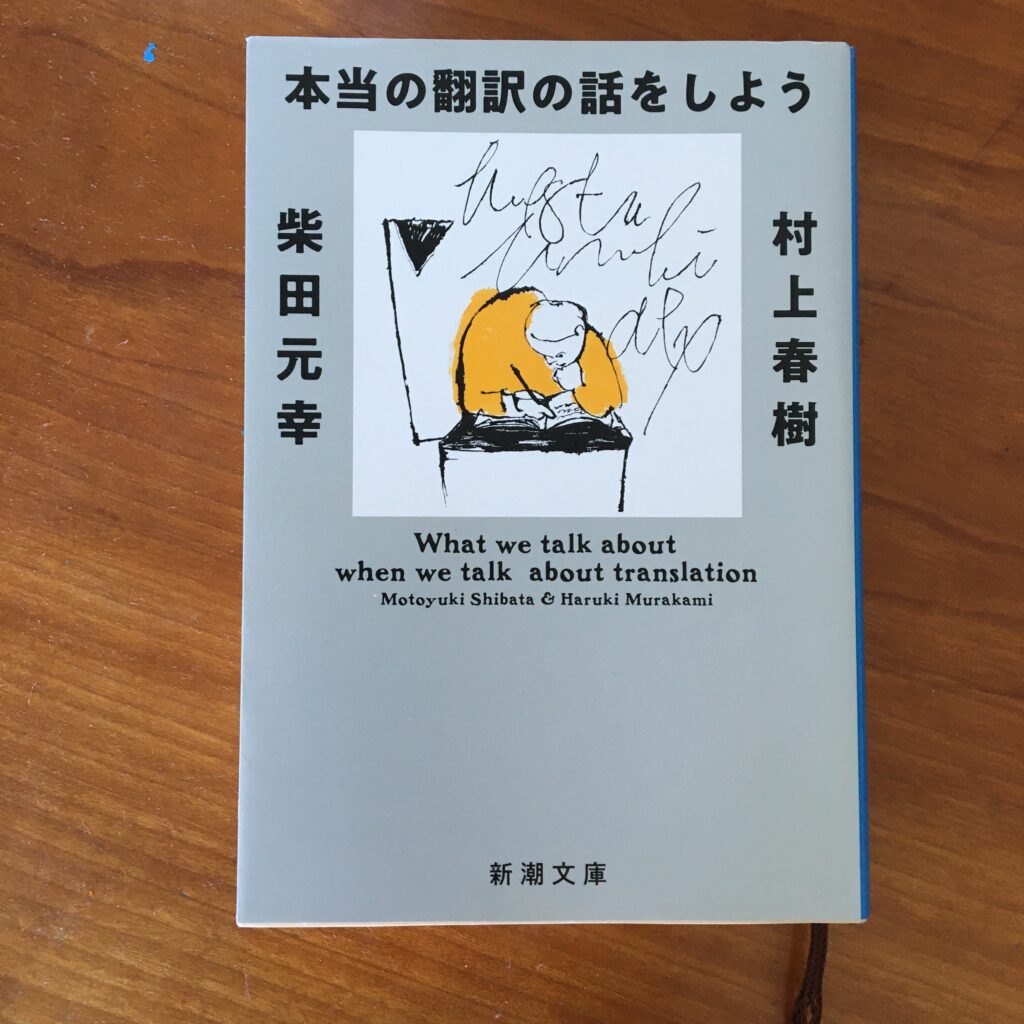 本当の翻訳の話をしよう
村上春樹
柴田元幸
What we talk about
when we talk about translation
Motoyuki Shibata & Haruki Murakami
新潮文庫